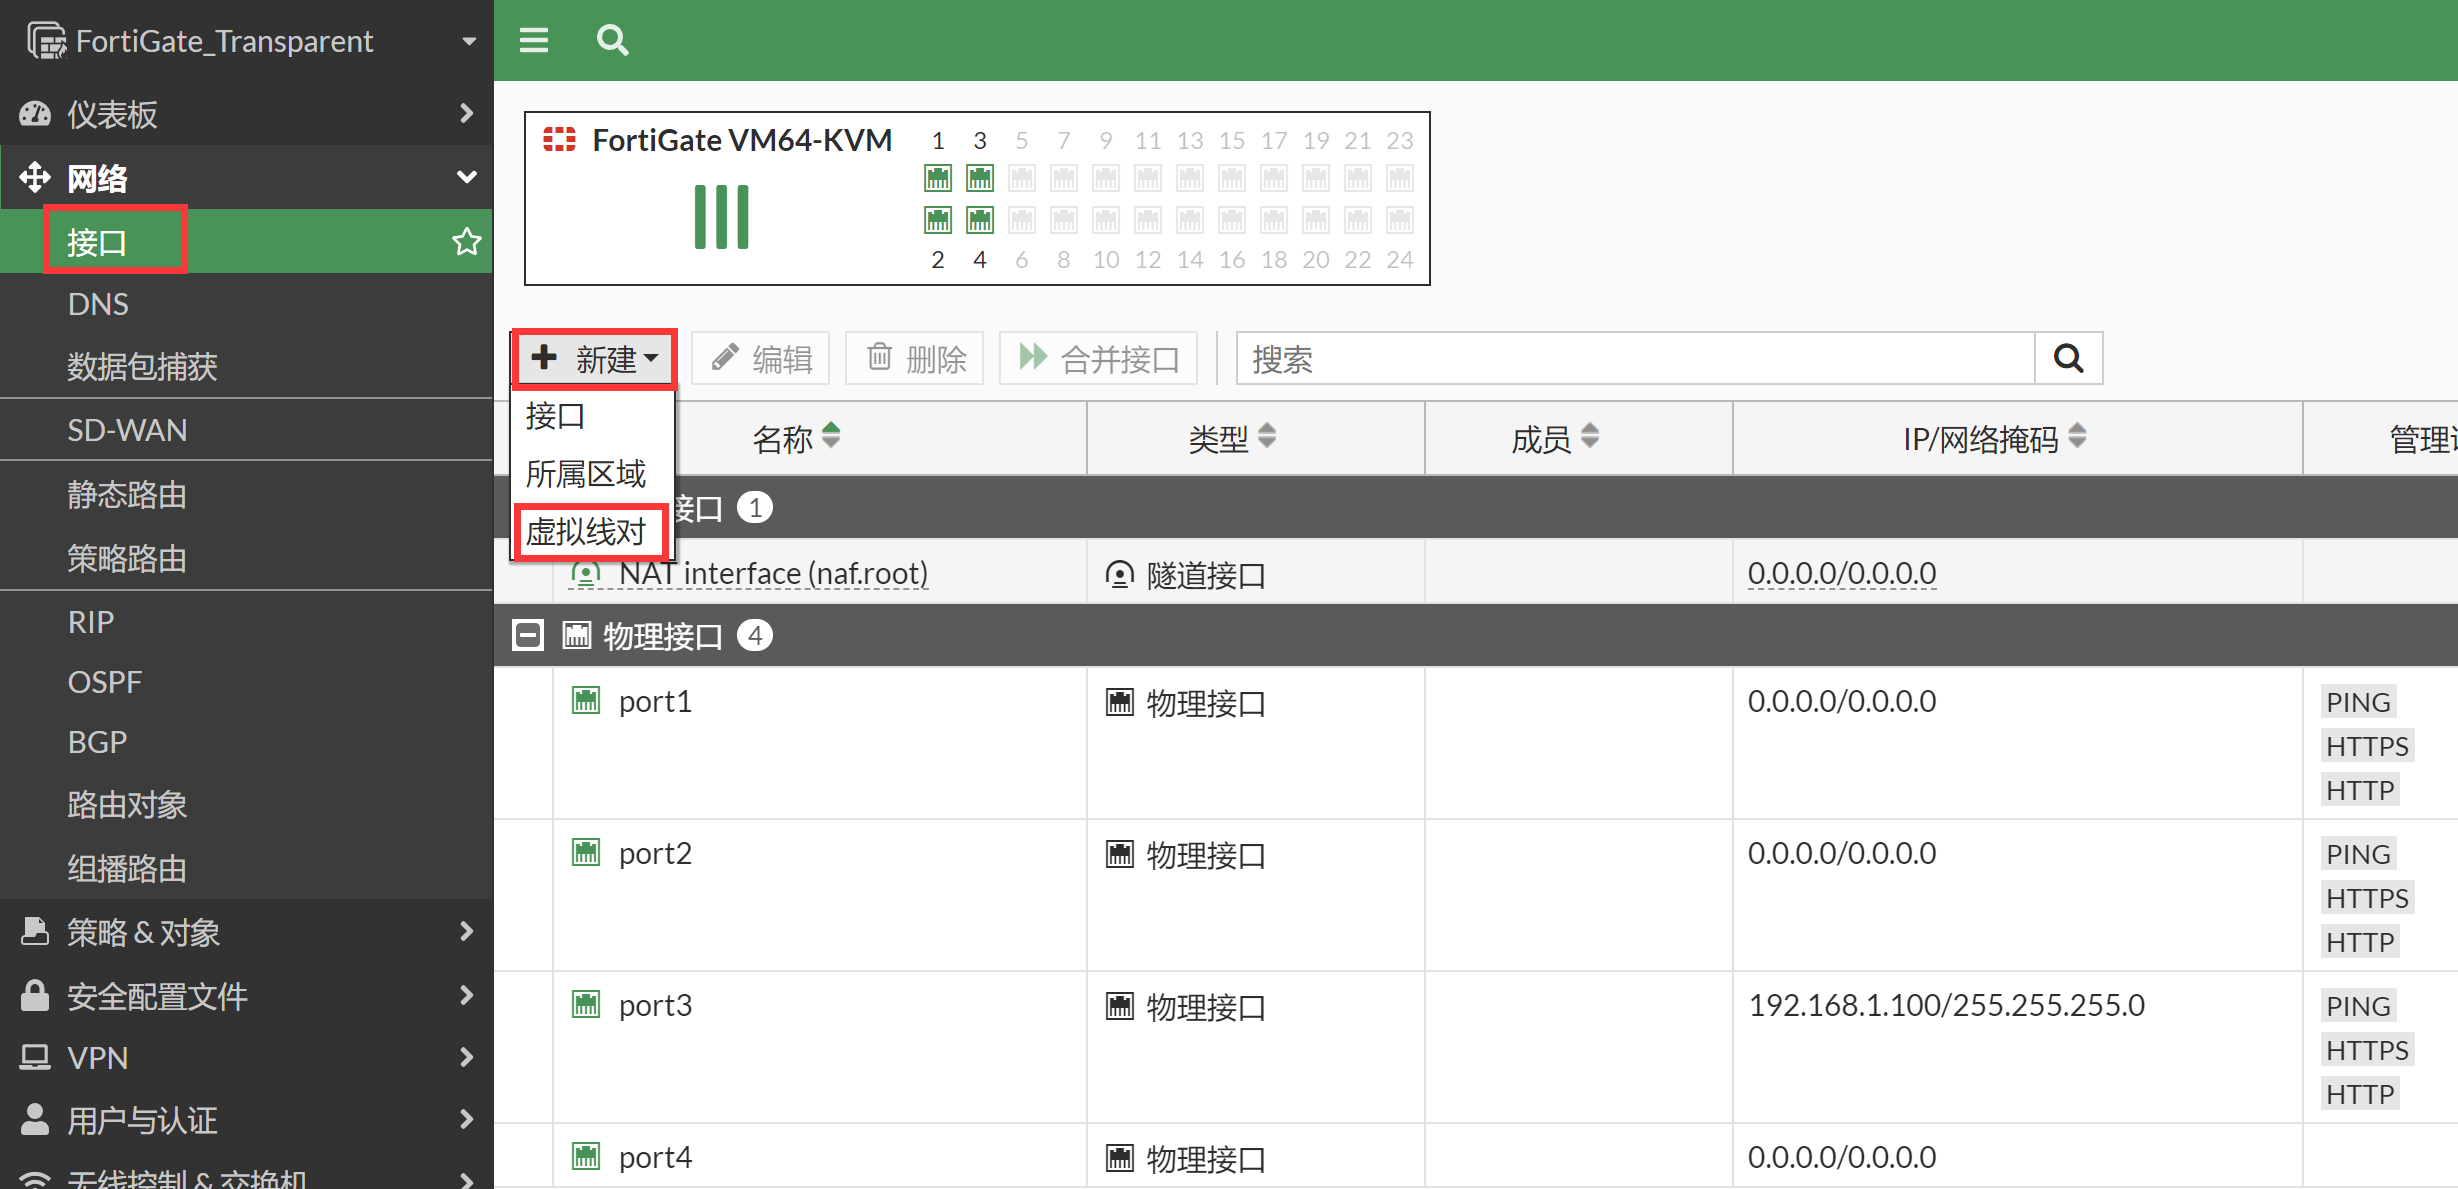 FortiGate_Transparent
仪表板
网络
接口
DNS
数据包捕获
SD-WAN
静态路由
策略路由
RIP
OSPF
BGP
路由对象
组播路由
策略 & 对象
安全配置文件
VPN
用户与认证
无线控制 & 交换机
FortiGate VM64-KVM
1 3 5 7 9 11 13 15 17 19 21 23
2 4 6 8 10 12 14 16 18 20 22 24
新建 编辑 删除 合并接口 搜索
接口
所属区域
虚拟线对
名称 类型 成员 IP/网络掩码 管理
接口 1
NAT interface (naf.root) 隧道接口 0.0.0.0/0.0.0.0
物理接口 4
port1 物理接口 0.0.0.0/0.0.0.0 PING
HTTPS
HTTP
port2 物理接口 0.0.0.0/0.0.0.0 PING
HTTPS
HTTP
port3 物理接口 192.168.1.100/255.255.255.0 PING
HTTPS
HTTP
port4 物理接口 0.0.0.0/0.0.0.0